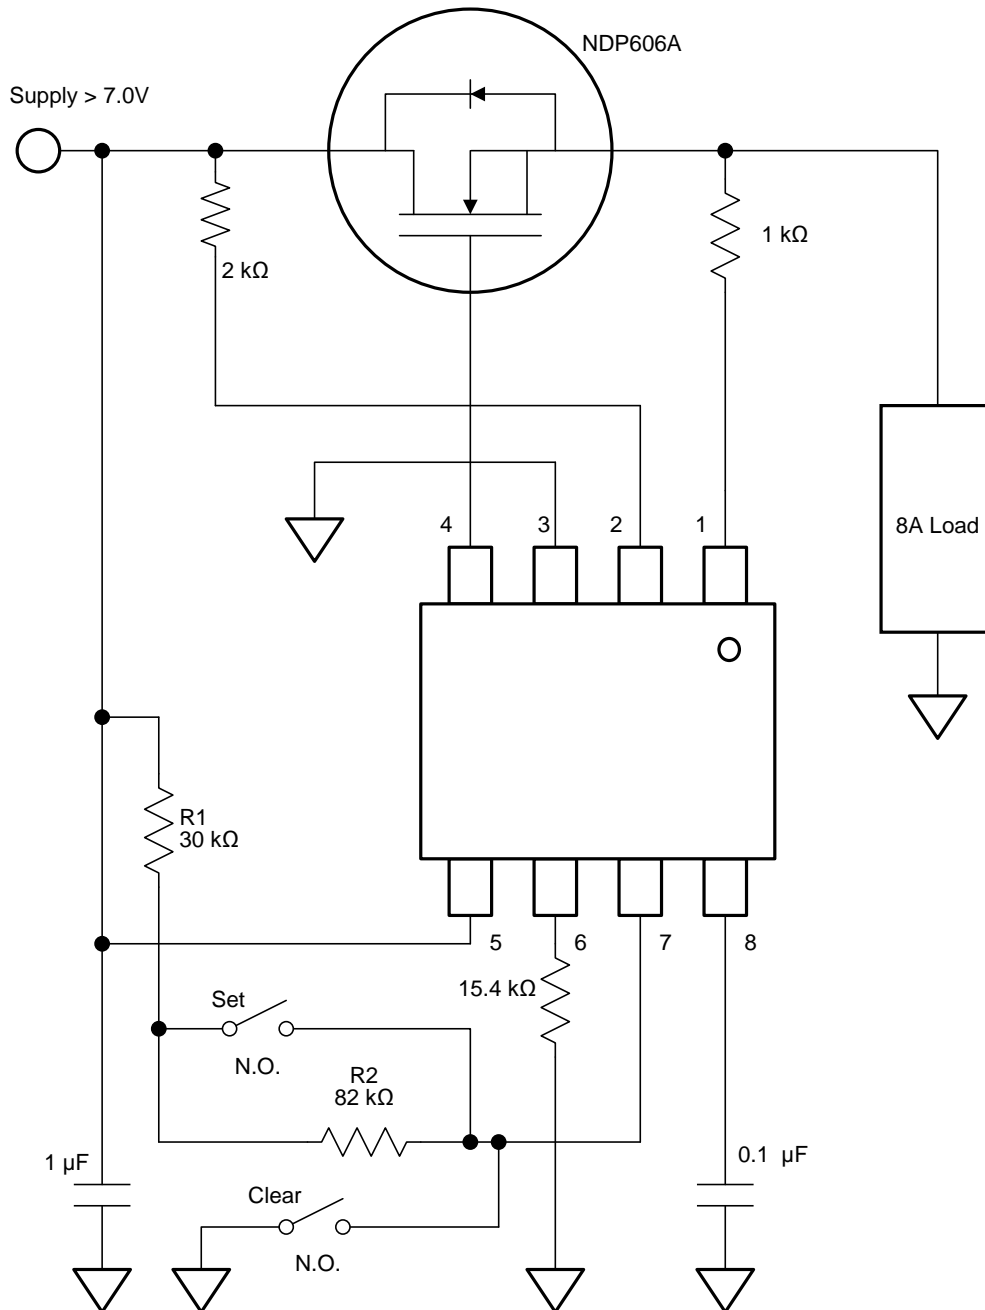 NDP606A
Supply > 7.0V
1 kΩ
2 kΩ
4
3
2
1
8A Load
R1
30 kΩ
5
6
7
8
15.4 kΩ
Set
N.O.
R2
82 kΩ
1 µF
0.1 µF
Clear
N.O.